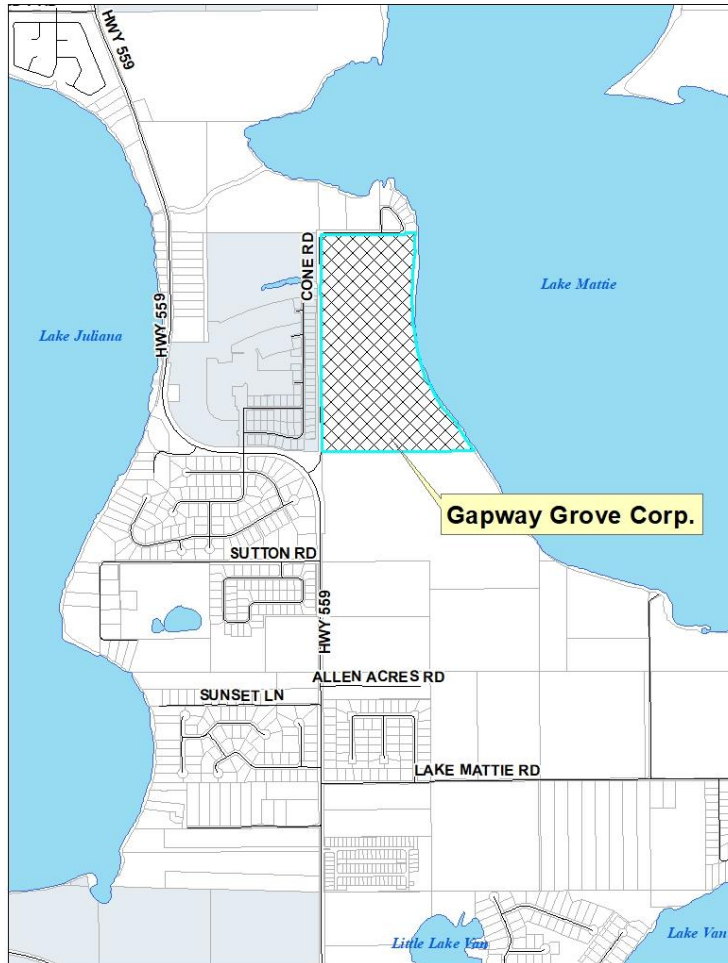 HWY 559
CONE RD
Lake Mattie
Lake Juliana
HWY 559
Gapway Grove Corp.
SUTTON RD
HWY 559
ALLEN ACRES RD
SUNSET LN
LAKE MATTIE RD
Little Lake Van
Lake Van